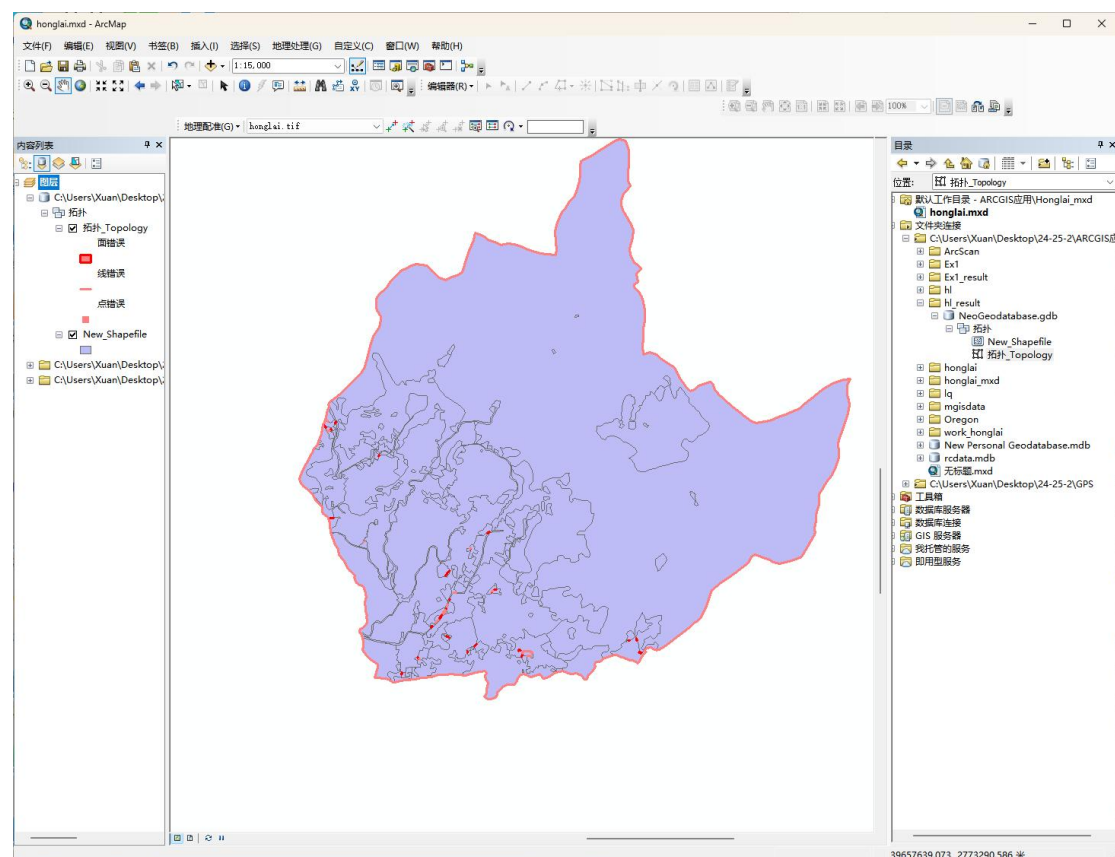 honglai.mxd - ArcMap
文件(F) 编辑(E) 视图(V) 书签(B) 插入(I) 选择(S) 地理处理(G) 自定义(C) 窗口(W) 帮助(H)
1:15,000
编辑器(R)
100%
地理配准(G) honglai.tif
内容列表
图层
C:\Users\Xuan\Desktop\
拓扑
拓扑_Topology
面错误
线错误
点错误
New_Shapefile
C:\Users\Xuan\Desktop\
C:\Users\Xuan\Desktop\
目录
位置: 拓扑_Topology
默认工作目录 - ARCGIS应用\Honglai_mxd
honglai.mxd
文件夹连接
C:\Users\Xuan\Desktop\24-25-2\ARCGIS应
ArcScan
Ex1
Ex1_result
hl
hl_result
NeoGeodatabase.gdb
拓扑
New_Shapefile
拓扑_Topology
honglai
honglai_mxd
lq
mgisdata
Oregon
work_honglai
New Personal Geodatabase.mdb
rcdata.mdb
无标题.mxd
C:\Users\Xuan\Desktop\24-25-2\GPS
工具箱
数据库服务器
数据库连接
GIS 服务器
我托管的服务
即用型服务
39657639.073 2773290.586 米